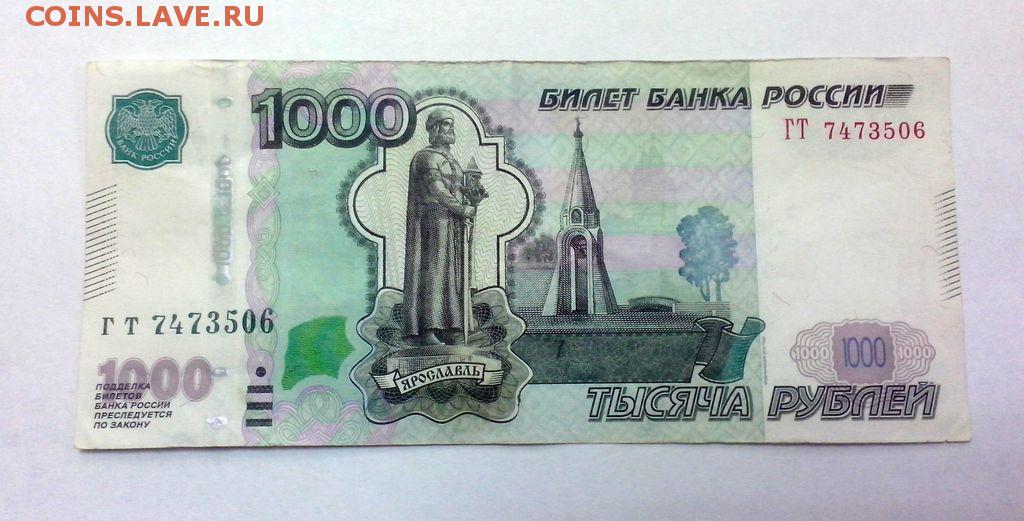 COINS.LAVE.RU
1000
БИЛЕТ БАНКА РОССИИ
ГТ 7473506
БАНК РОССИИ
ГТ 7473506
1000
ПОДДЕЛКА
БИЛЕТОВ
БАНКА РОССИИ
ПРЕСЛЕДУЕТСЯ
ПО ЗАКОНУ
ЯРОСЛАВЛЬ
1000 1000 1000
ТЫСЯЧА РУБЛЕЙ